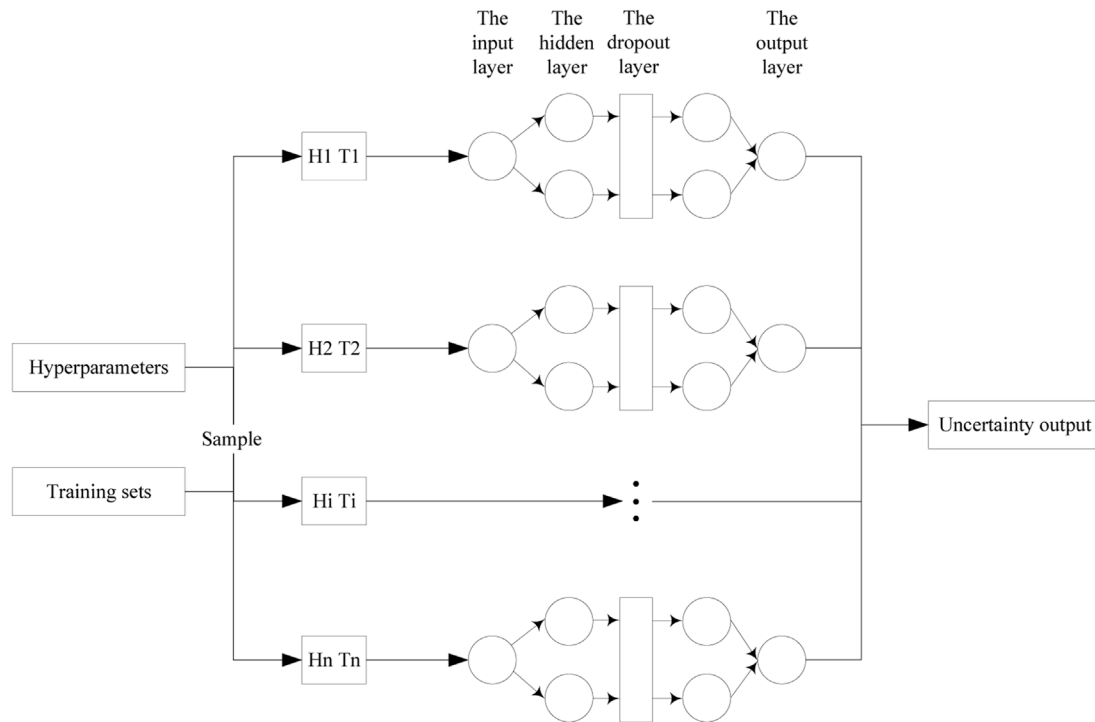 The
input
layer
The
hidden
layer
The
dropout
layer
The
output
layer
H1 T1
H2 T2
Hyperparameters
Sample
Uncertainty output
Training sets
Hi Ti
Hn Tn